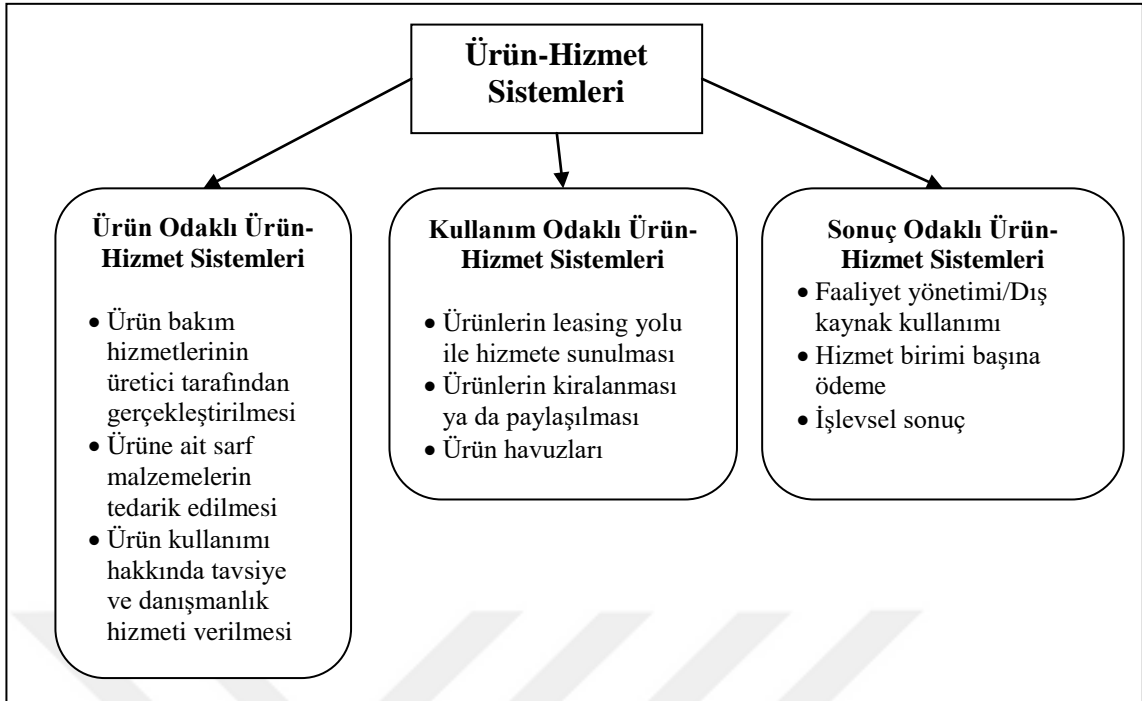 Ürün-Hizmet
Sistemleri
Ürün Odaklı Ürün-
Hizmet Sistemleri
• Ürün bakım
hizmetlerinin
üretici tarafından
gerçekleştirilmesi
• Ürüne ait sarf
malzemelerin
tedarik edilmesi
• Ürün kullanımı
hakkında tavsiye
ve danışmanlık
hizmeti verilmesi
Kullanım Odaklı Ürün-
Hizmet Sistemleri
• Ürünlerin leasing yolu
ile hizmete sunulması
• Ürünlerin kiralanması
ya da paylaşılması
• Ürün havuzları
Sonuç Odaklı Ürün-
Hizmet Sistemleri
• Faaliyet yönetimi/Dış
kaynak kullanımı
• Hizmet birimi başına
ödeme
• İşlevsel sonuç